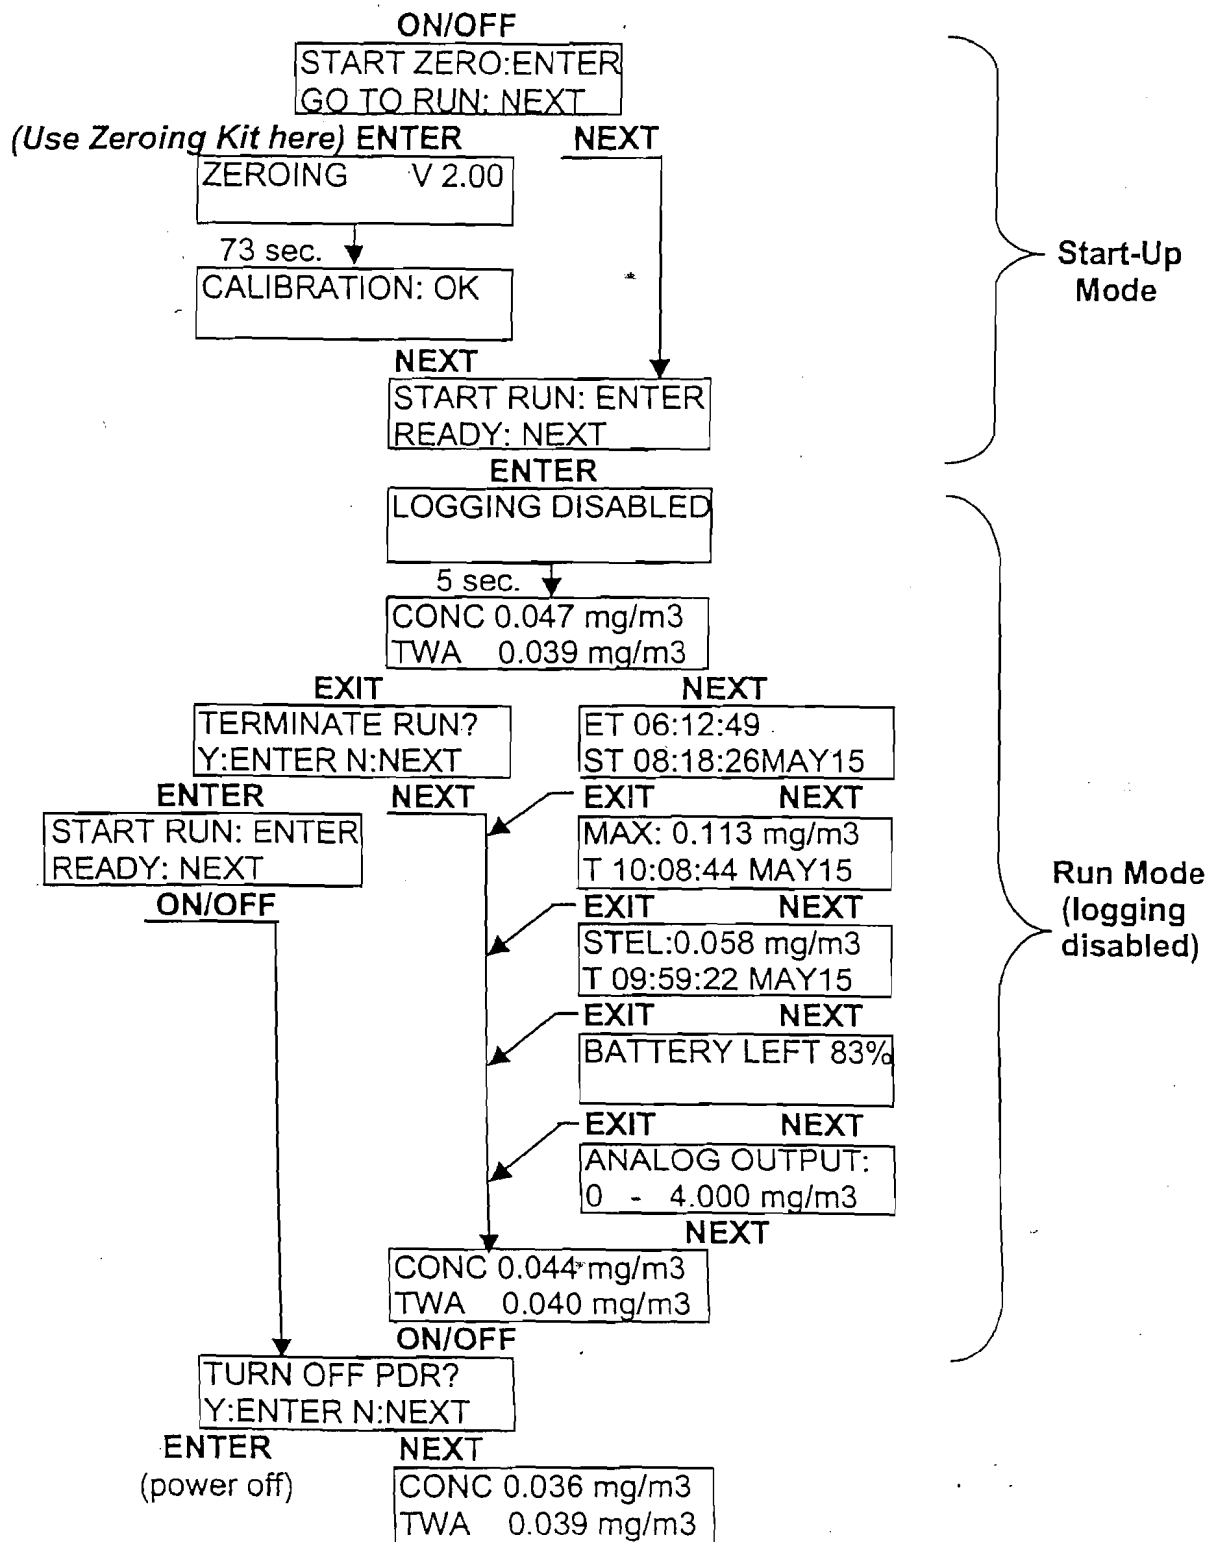 ON/OFF
START ZERO:ENTER
GO TO RUN: NEXT
(Use Zeroing Kit here) ENTER NEXT
ZEROING V 2.00
73 sec.
CALIBRATION: OK
Start-Up
Mode
NEXT
START RUN: ENTER
READY: NEXT
ENTER
LOGGING DISABLED
5 sec.
CONC 0.047 mg/m3
TWA 0.039 mg/m3
EXIT NEXT
TERMINATE RUN?
Y:ENTER N:NEXT
ET 06:12:49
ST 08:18:26MAY15
ENTER NEXT EXIT NEXT
START RUN: ENTER
READY: NEXT
MAX: 0.113 mg/m3
T 10:08:44 MAY15
ON/OFF EXIT NEXT
STEL:0.058 mg/m3
T 09:59:22 MAY15
Run Mode
(logging
disabled)
EXIT NEXT
BATTERY LEFT 83%
EXIT NEXT
ANALOG OUTPUT:
0 - 4.000 mg/m3
NEXT
CONC 0.044 mg/m3
TWA 0.040 mg/m3
ON/OFF
TURN OFF PDR?
Y:ENTER N:NEXT
ENTER NEXT
(power off)
CONC 0.036 mg/m3
TWA 0.039 mg/m3